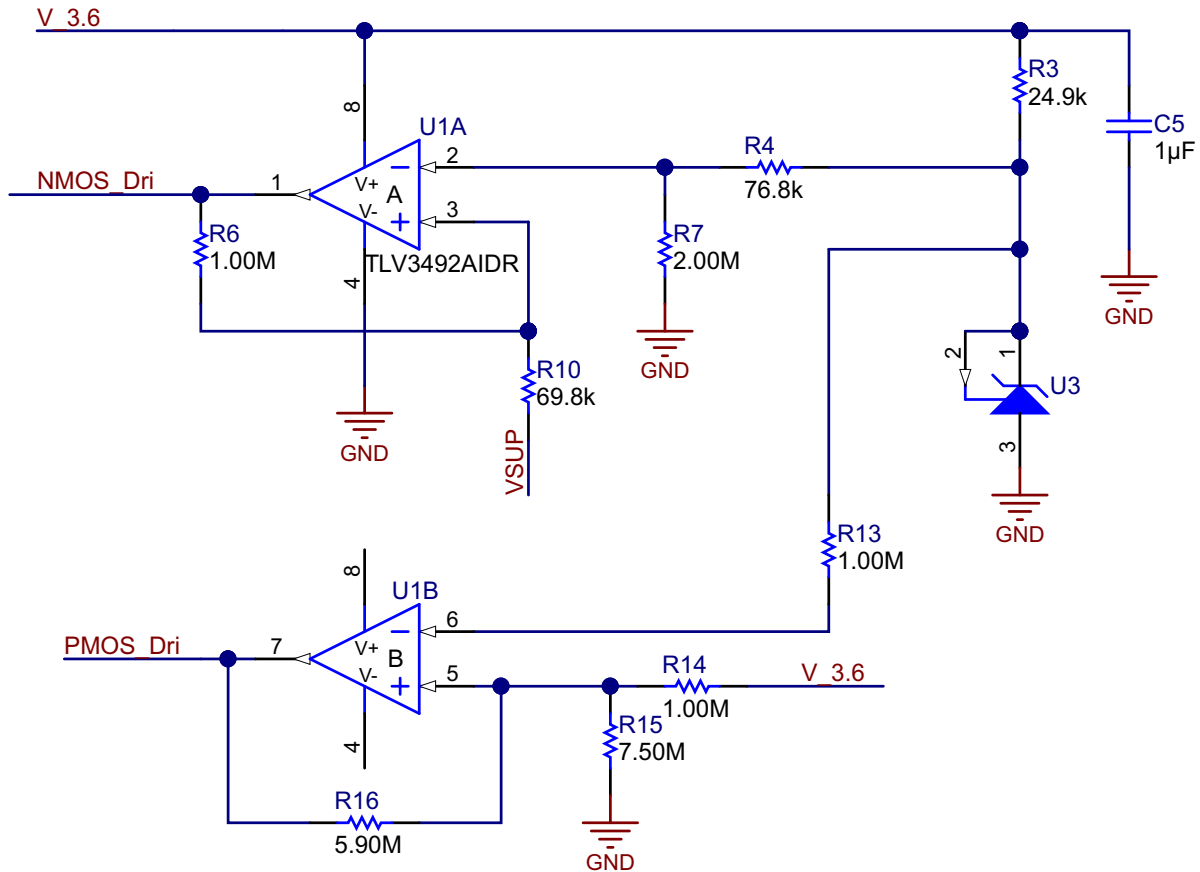 V_3.6
R3
24.9k
C5
1µF
8
U1A
R4
76.8k
NMOS_Dri
1
2
V+
A
V-
3
R6
1.00M
4
TLV3492AIDR
R7
2.00M
GND
R10
69.8k
GND
GND
2
1
U3
VSUP
3
GND
R13
1.00M
8
U1B
6
PMOS_Dri
7
V+
B
V-
5
R14
1.00M
V_3.6
R15
7.50M
4
R16
5.90M
GND